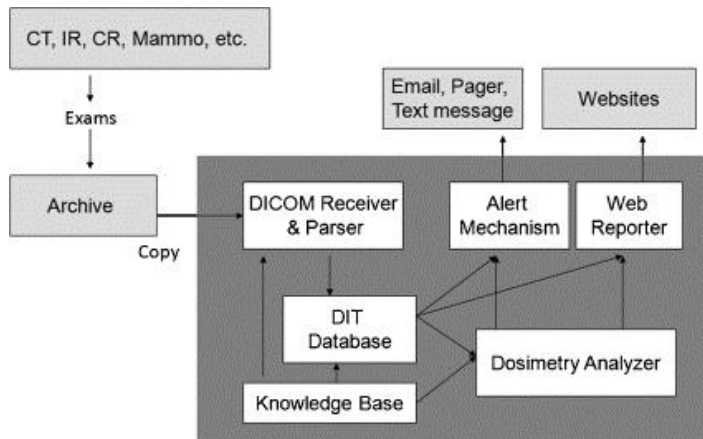 CT, IR, CR, Mammo, etc.
Exams
Archive
Copy
Email, Pager,
Text message
Websites
DICOM Receiver
& Parser
Alert
Mechanism
Web
Reporter
DIT
Database
Dosimetry Analyzer
Knowledge Base